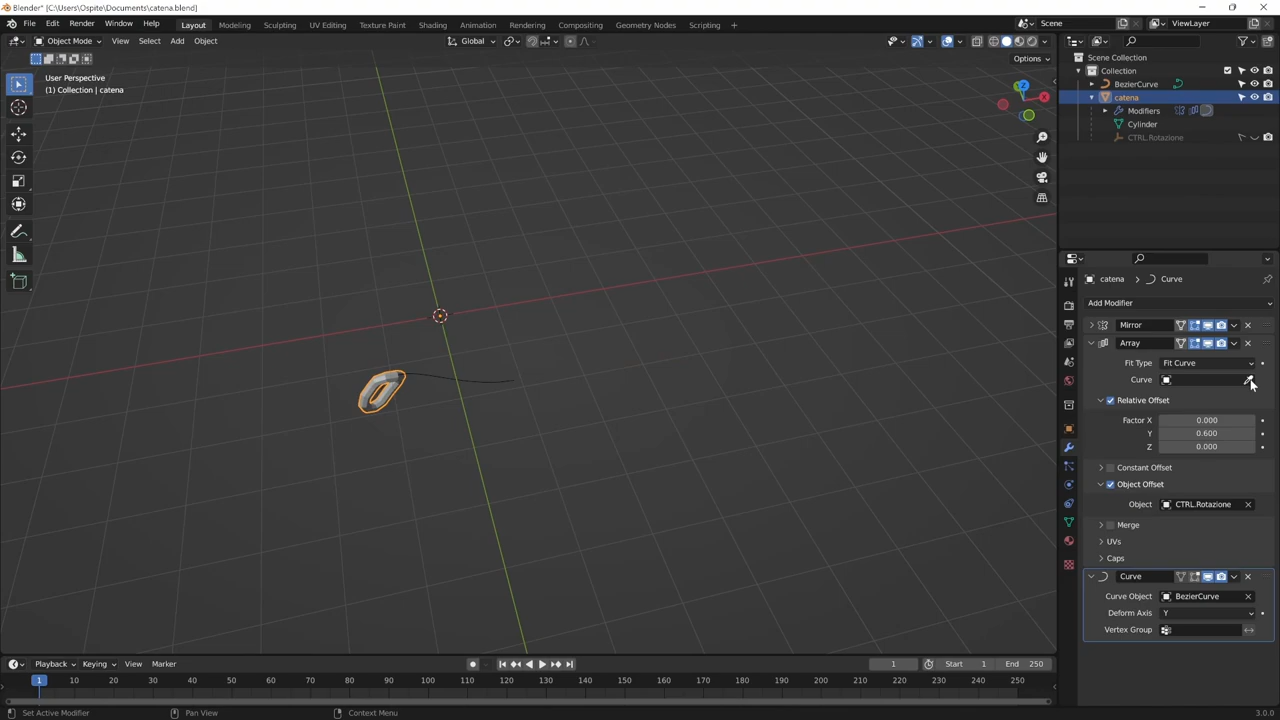 Blender* [C:\Users\Ospite\Documents\catena.blend]
File Edit Render Window Help Layout Modeling Sculpting UV Editing Texture Paint Shading Animation Rendering Compositing Geometry Nodes Scripting + Scene ViewLayer
Object Mode View Select Add Object Global
Options
User Perspective
(1) Collection | catena
Z
X
Scene Collection
Collection
BezierCurve
catena
Modifiers
Cylinder
CTRL.Rotazione
catena > Curve
Add Modifier
Mirror
Array
Fit Type Fit Curve
Curve
Relative Offset
Factor X 0.000
Y 0.600
Z 0.000
Constant Offset
Object Offset
Object CTRL.Rotazione
Merge
UVs
Caps
Curve
Curve Object BezierCurve
Deform Axis Y
Vertex Group
Playback Keying View Marker 1 Start 1 End 250
1 10 20 30 40 50 60 70 80 90 100 110 120 130 140 150 160 170 180 190 200 210 220 230 240 250
Set Active Modifier Pan View Context Menu 3.0.0